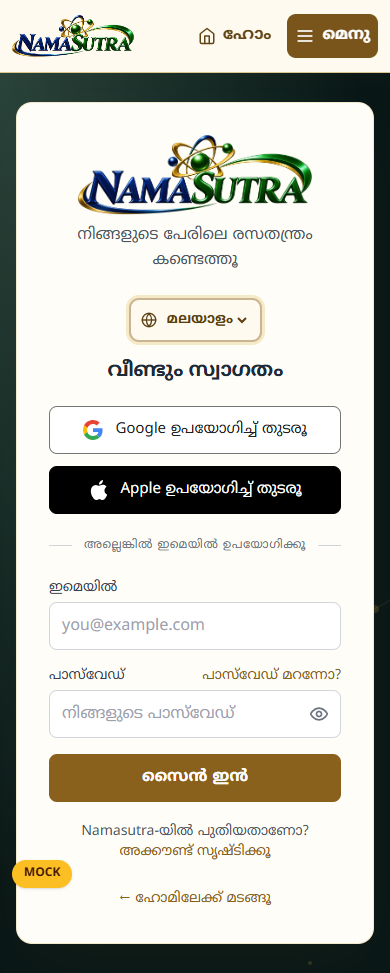 NAMASUTRA
ഹോം
മെനു
NAMASUTRA
നിങ്ങളുടെ പേരിലെ രസതന്ത്രം
കണ്ടെത്തൂ
മലയാളം
വീണ്ടും സ്വാഗതം
Google ഉപയോഗിച്ച് തുടരൂ
Apple ഉപയോഗിച്ച് തുടരൂ
അല്ലെങ്കിൽ ഇമെയിൽ ഉപയോഗിക്കൂ
ഇമെയിൽ
you@example.com
പാസ്‌വേഡ് പാസ്‌വേഡ് മറന്നോ?
നിങ്ങളുടെ പാസ്‌വേഡ്
സൈൻ ഇൻ
Namasutra-യിൽ പുതിയതാണോ?
അക്കൗണ്ട് സൃഷ്ടിക്കൂ
MOCK
← ഹോമിലേക്ക് മടങ്ങൂ